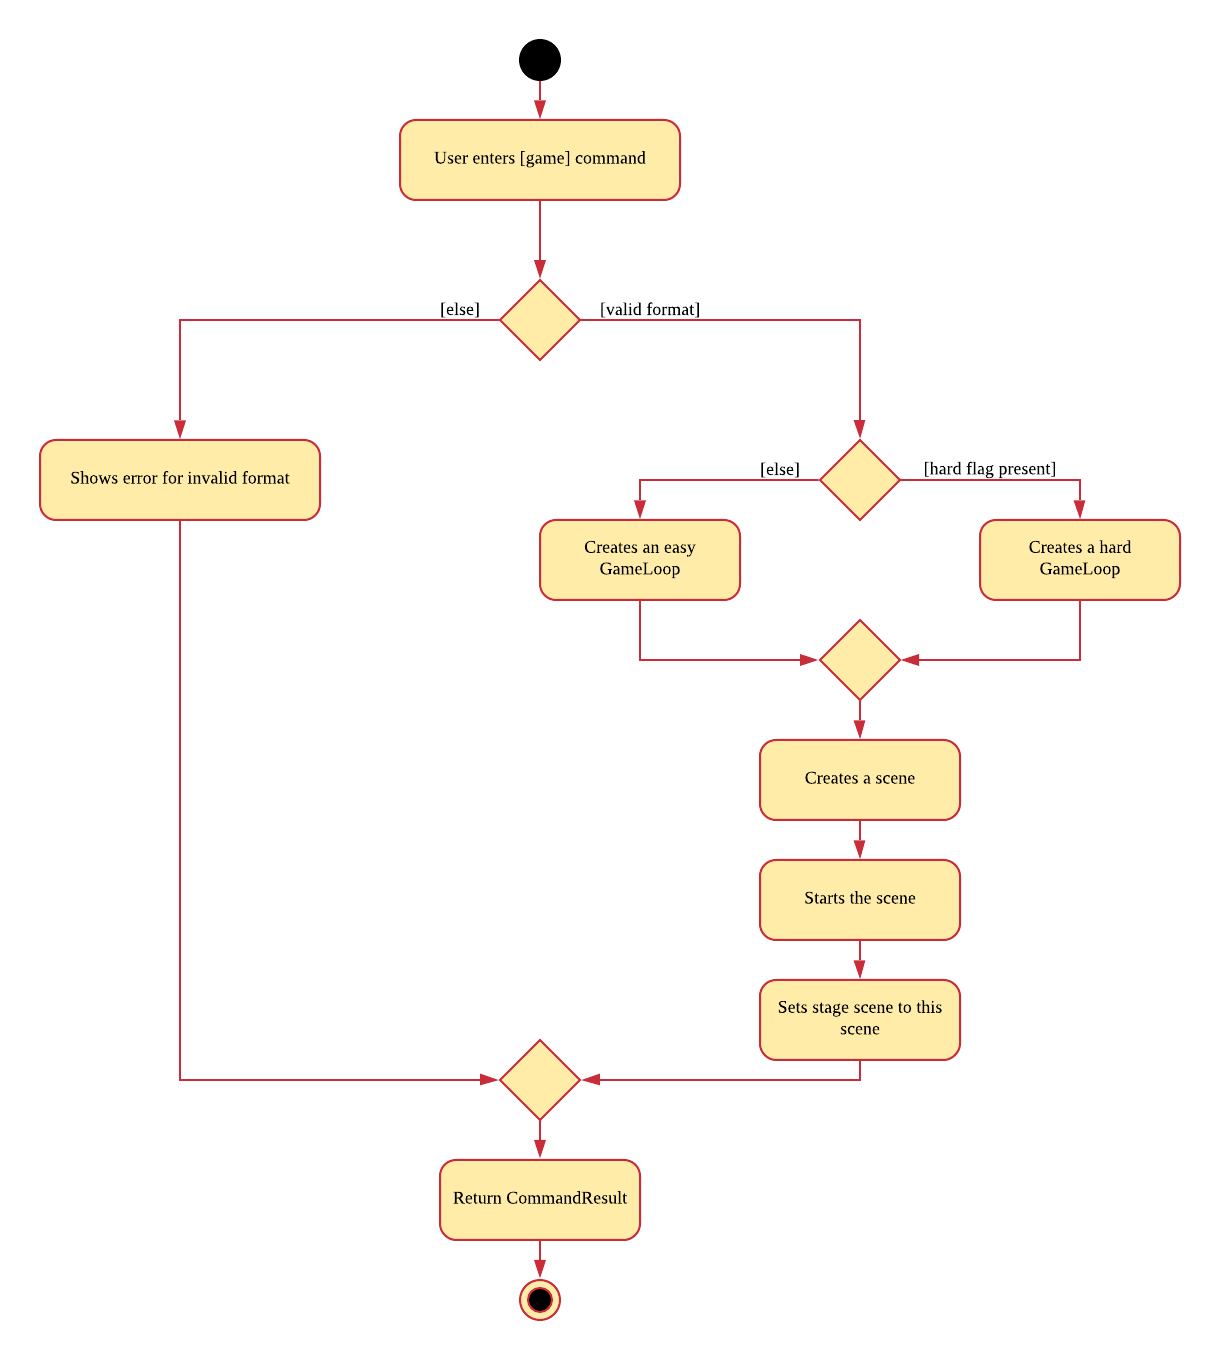 User enters [game] command
[else]
[valid format]
Shows error for invalid format
[else]
[hard flag present]
Creates an easy
GameLoop
Creates a hard
GameLoop
Creates a scene
Starts the scene
Sets stage scene to this
scene
Return CommandResult